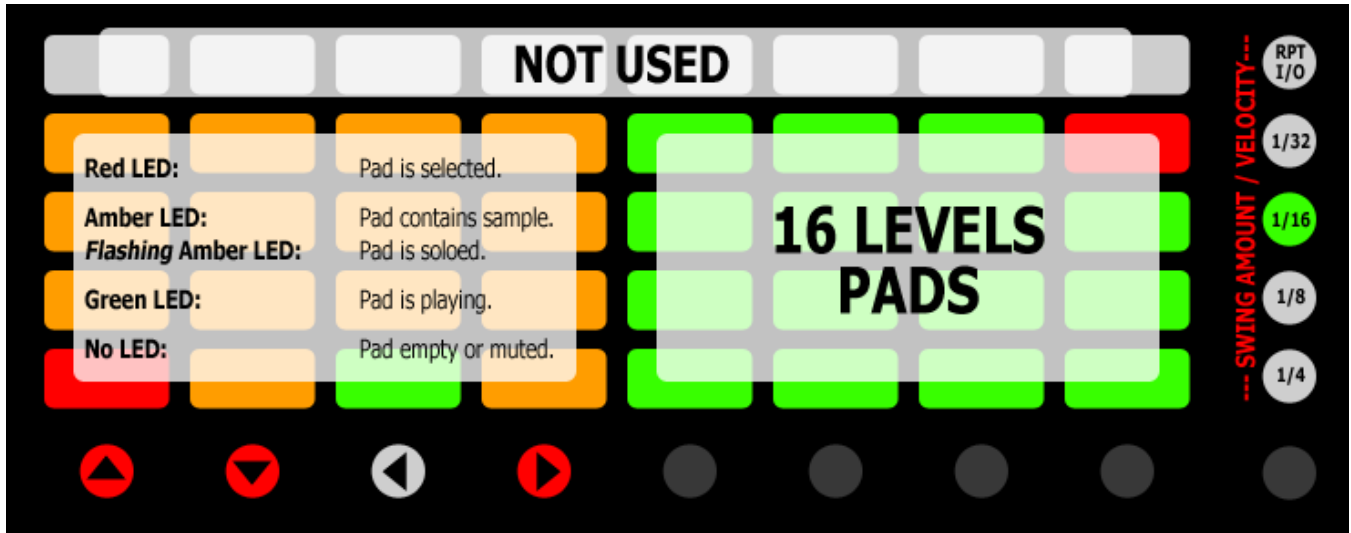 NOT USED
Red LED: Pad is selected.
Amber LED: Pad contains sample.
Flashing Amber LED: Pad is soloed.
Green LED: Pad is playing.
No LED: Pad empty or muted.
16 LEVELS
PADS
--- SWING AMOUNT / VELOCITY---
RPT
I/O
1/32
1/16
1/8
1/4